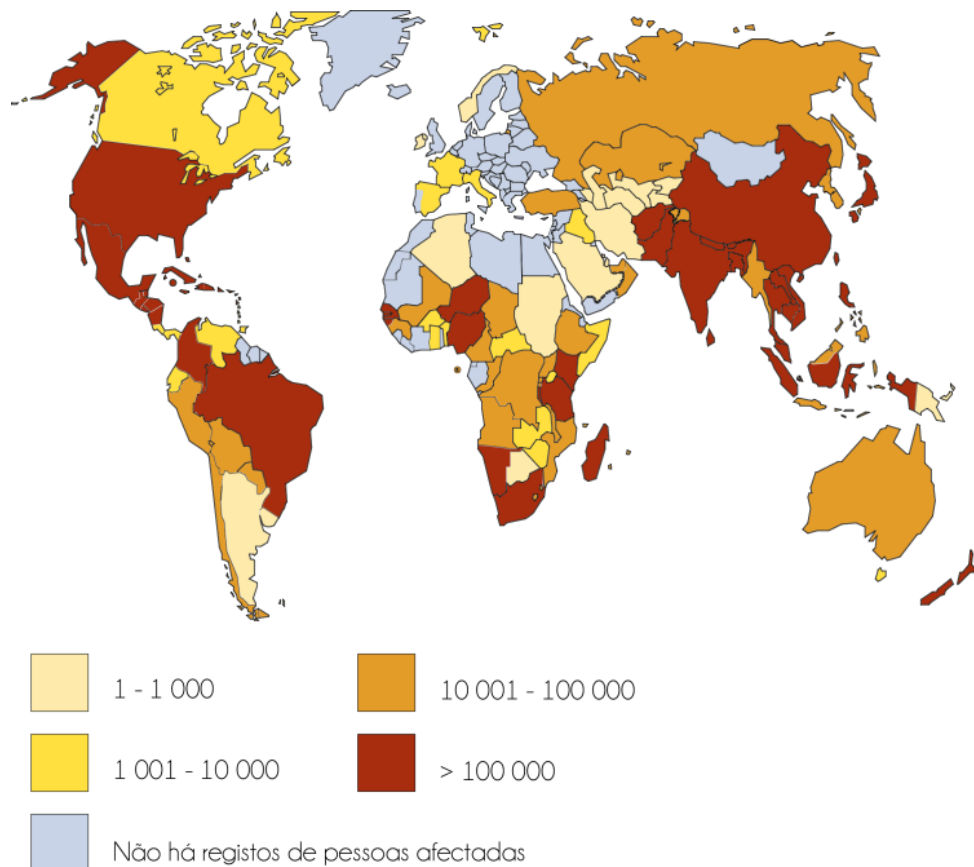 1 - 1 000
10 001 - 100 000
1 001 - 10 000
> 100 000
Não há registos de pessoas afectadas